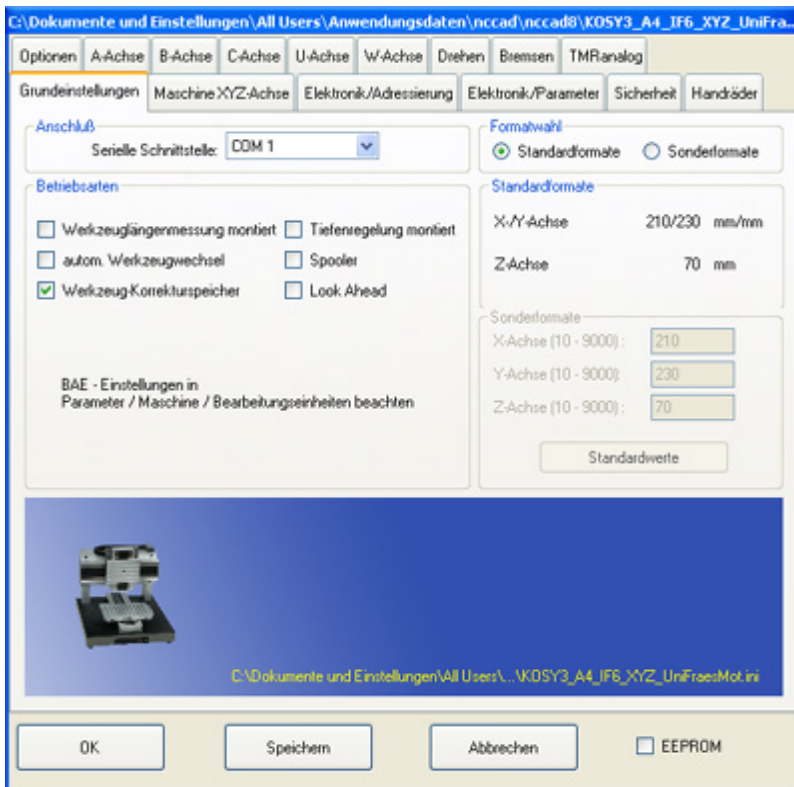 C:\Dokumente und Einstellungen\All Users\Anwendungsdaten\nccad\nccad8\KOSY3_A4_IF6_XYZ_UniFra...
Optionen A-Achse B-Achse C-Achse U-Achse W-Achse Drehen Bremsen TMRanalog
Grundeinstellungen Maschine XYZ-Achse Elektronik/Adressierung Elektronik/Parameter Sicherheit Handräder
Anschluß
Serielle Schnittstelle: COM 1
Formatwahl
Standardformate Sonderformate
Betriebsarten
Werkzeuglängenmessung montiert Tiefenregelung montiert
autom. Werkzeugwechsel Spooler
Werkzeug-Korrekturspeicher Look Ahead
BAE - Einstellungen in
Parameter / Maschine / Bearbeitungseinheiten beachten
Standardformate
X-/Y-Achse 210/230 mm/mm
Z-Achse 70 mm
Sonderformate
X-Achse (10 - 9000) : 210
Y-Achse (10 - 9000): 230
Z-Achse (10 - 9000) : 70
Standardwerte
C:\Dokumente und Einstellungen\All Users\...\KOSY3_A4_IF6_XYZ_UniFraesMot.ini
OK Speichern Abbrechen EEPROM